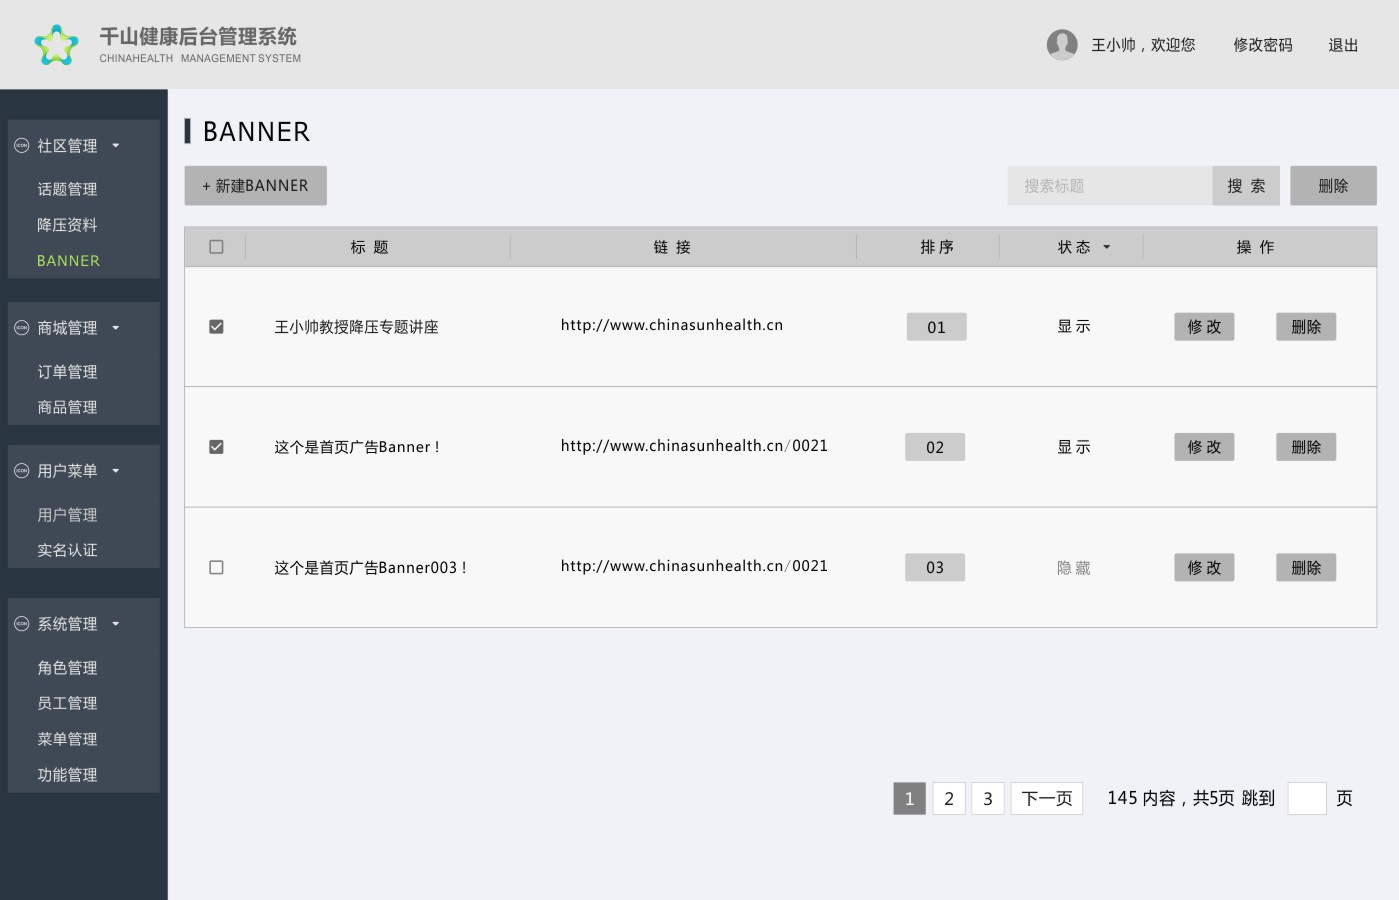 千山健康后台管理系统
CHINAHEALTH MANAGEMENT SYSTEM
王小帅，欢迎您 修改密码 退出
社区管理
话题管理
降压资料
BANNER
商城管理
订单管理
商品管理
用户菜单
用户管理
实名认证
系统管理
角色管理
员工管理
菜单管理
功能管理
BANNER
+ 新建BANNER 搜索标题 搜 索 删除
标 题 链 接 排 序 状 态 操 作
王小帅教授降压专题讲座 http://www.chinasunhealth.cn 01 显 示 修 改 删除
这个是首页广告Banner！ http://www.chinasunhealth.cn/0021 02 显 示 修 改 删除
这个是首页广告Banner003！ http://www.chinasunhealth.cn/0021 03 隐 藏 修 改 删除
1 2 3 下一页 145 内容，共5页 跳到 页